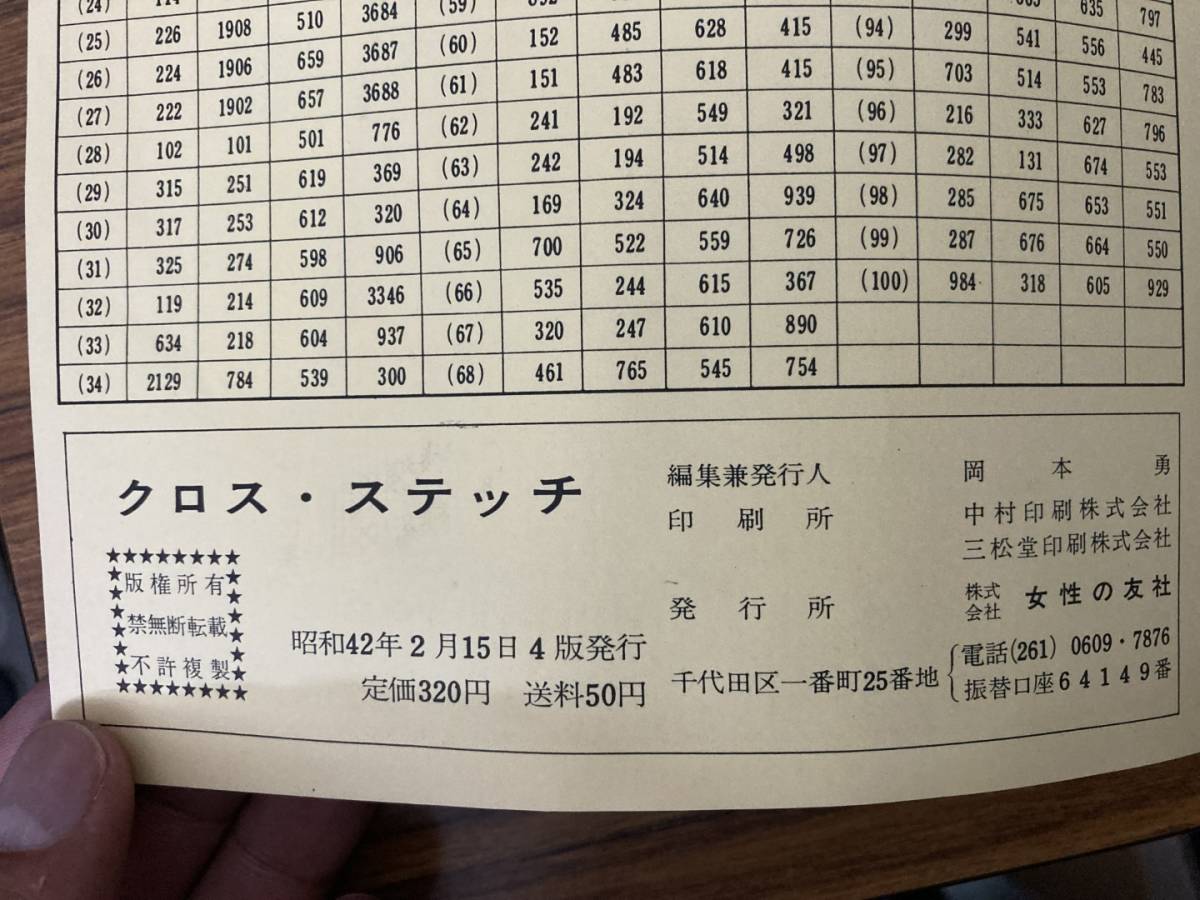 (24)
(25) 226 1908 510 3684 (59) 635 797
(26) 224 1906 659 3687 (60) 152 485 628 415 (94) 299 541 556 445
(27) 222 1902 657 3688 (61) 151 483 618 415 (95) 703 514 553 783
(28) 102 101 501 776 (62) 241 192 549 321 (96) 216 333 627 796
(29) 315 251 619 369 (63) 242 194 514 498 (97) 282 131 674 553
(30) 317 253 612 320 (64) 169 324 640 939 (98) 285 675 653 551
(31) 325 274 598 906 (65) 700 522 559 726 (99) 287 676 664 550
(32) 119 214 609 3346 (66) 535 244 615 367 (100) 984 318 605 929
(33) 634 218 604 937 (67) 320 247 610 890
(34) 2129 784 539 300 (68) 461 765 545 754
クロス・ステッチ
版権所有
禁無断転載
不許複製
昭和42年2月15日4版発行
定価320円 送料50円
編集兼発行人 岡本勇
印刷所 中村印刷株式会社
三松堂印刷株式会社
発行所 株式会社 女性の友社
千代田区一番町25番地
電話(261) 0609・7876
振替口座64149番